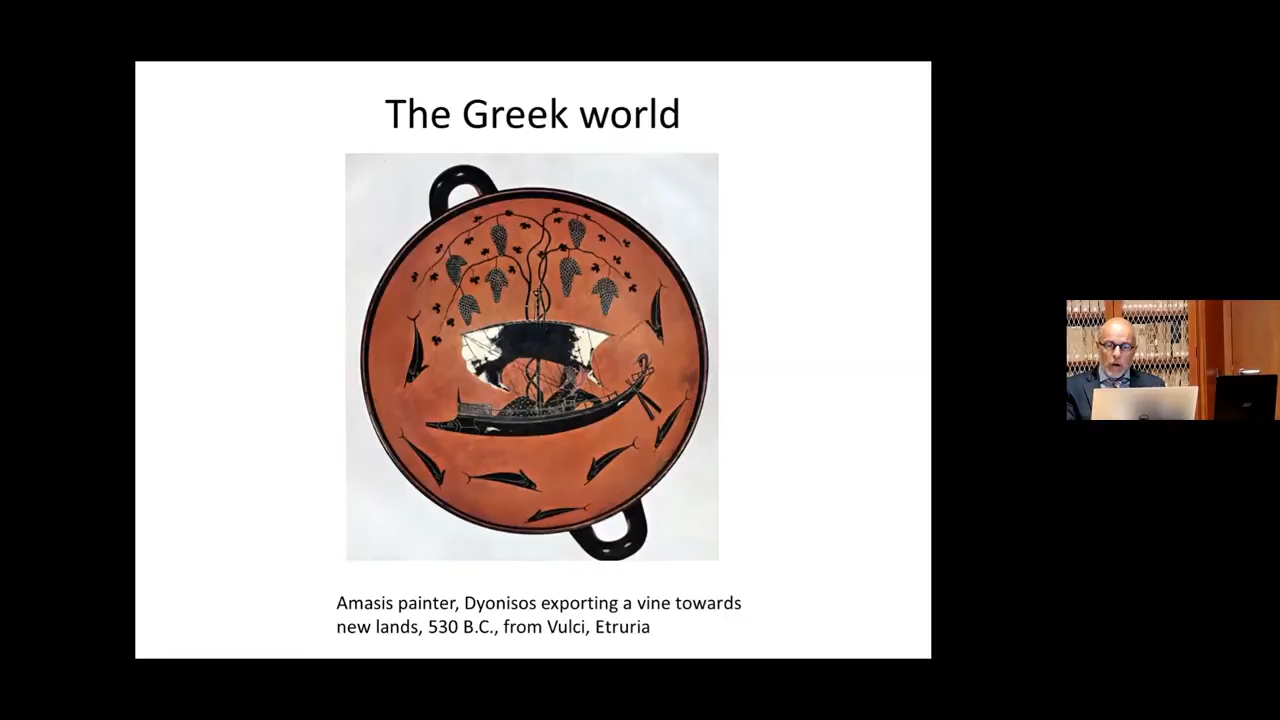 The Greek world
Amasis painter, Dyonisos exporting a vine towards
new lands, 530 B.C., from Vulci, Etruria